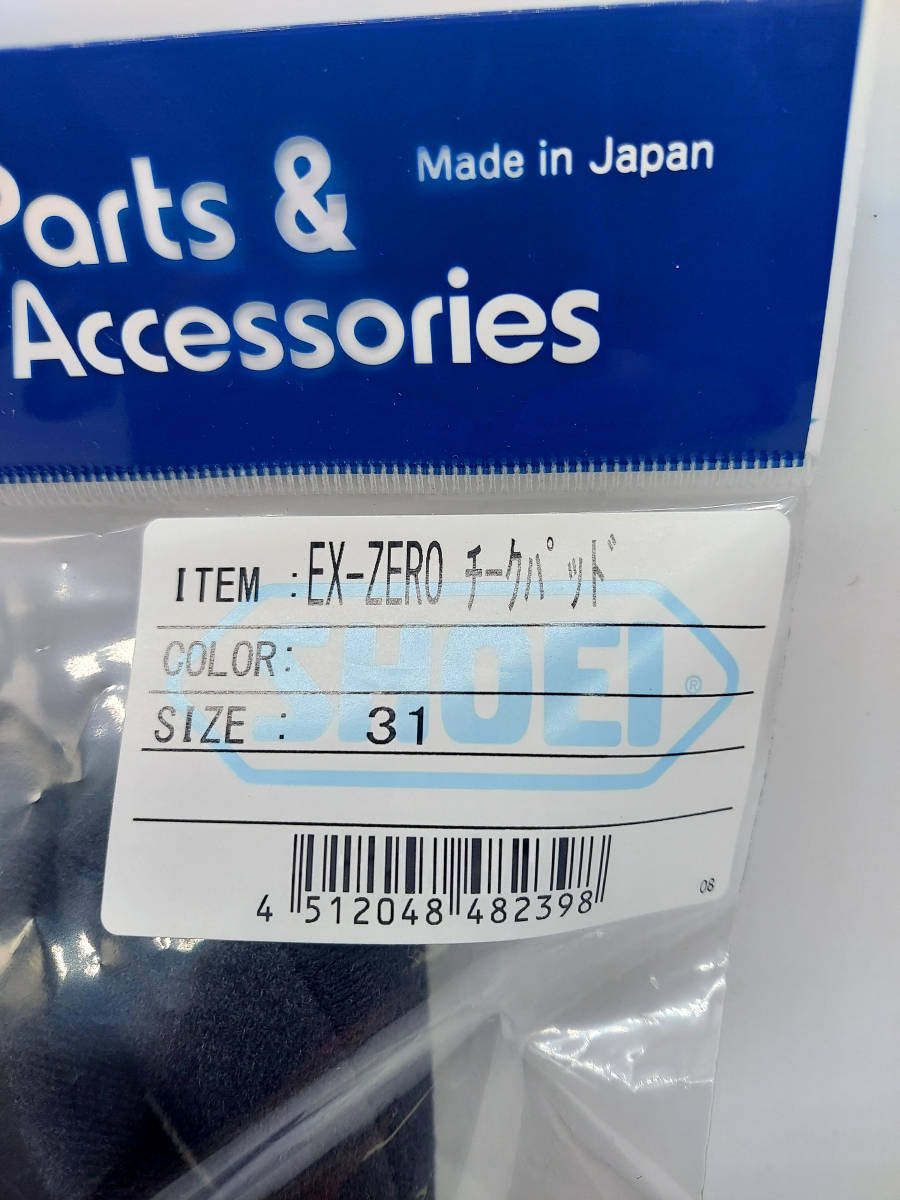 Parts &
Made in Japan
Accessories
ITEM :EX-ZERO ﾁｰｸﾊﾟｯﾄﾞ
COLOR:
SIZE : 31
SHOEI®
4 512048 482398
08